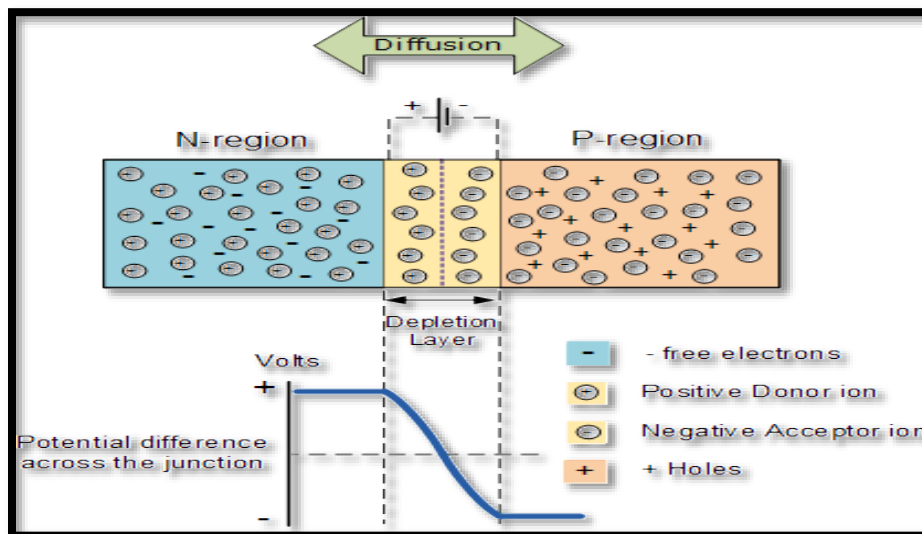 Diffusion
+ -
N-region
P-region
Depletion
Layer
Volts
+
Potential difference
across the junction
-
- - free electrons
+ Positive Donor ion
- Negative Acceptor ion
+ + Holes